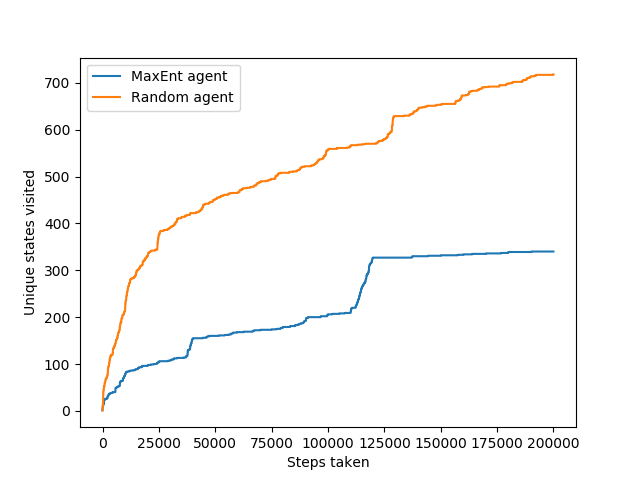 MaxEnt agent
Random agent
700
600
500
400
300
200
100
0
Unique states visited
0 25000 50000 75000 100000 125000 150000 175000 200000
Steps taken